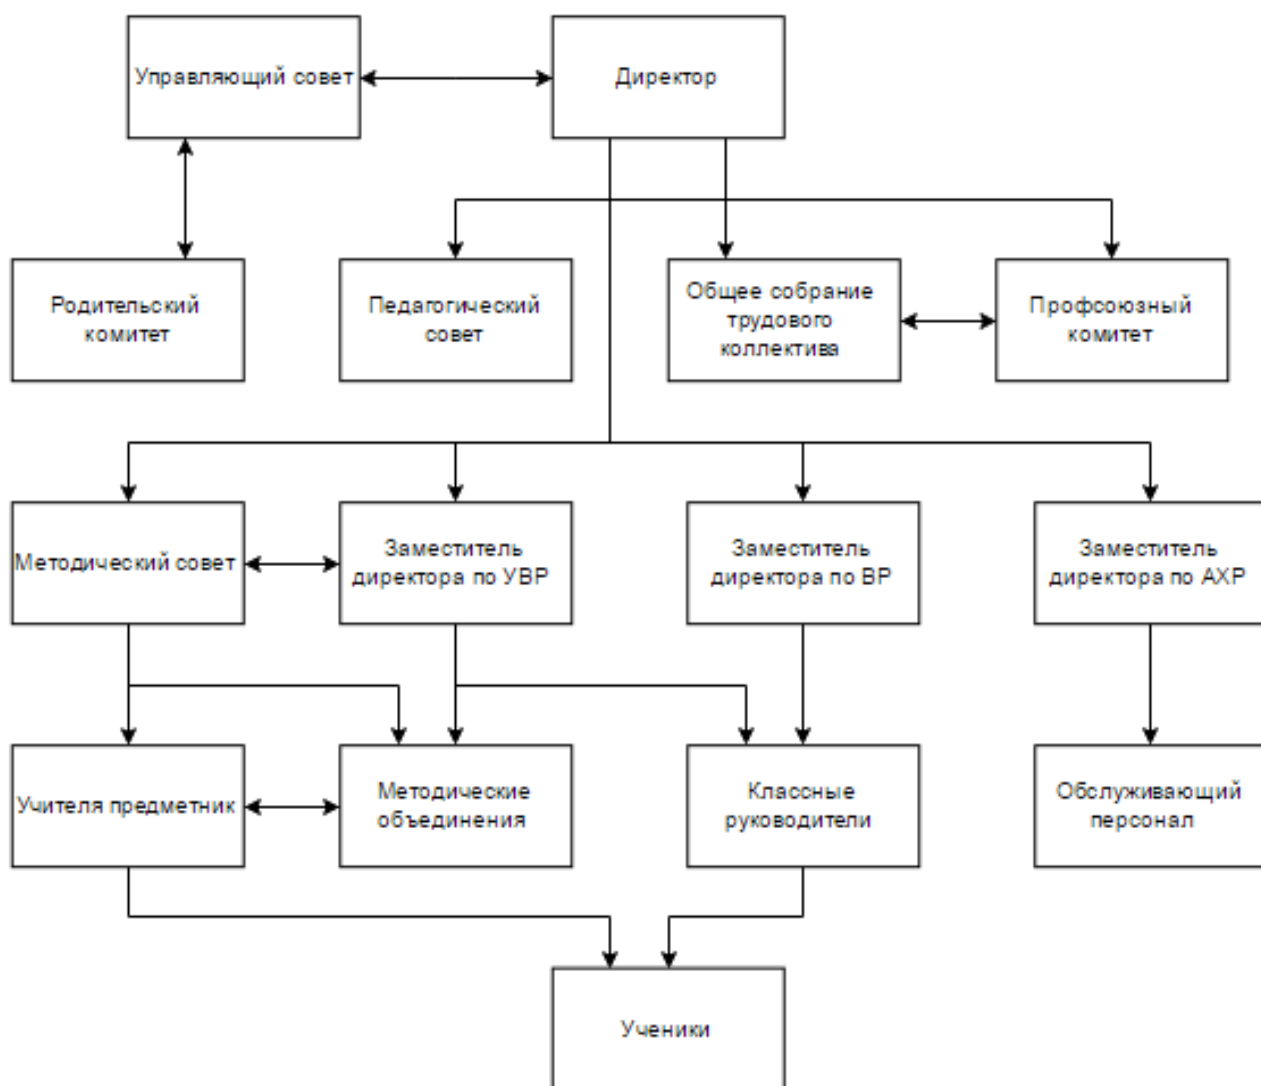 Управляющий совет
Директор
Родительский
комитет
Педагогический
совет
Общее собрание
трудового
коллектива
Профсоюзный
комитет
Методический совет
Заместитель
директора по УВР
Заместитель
директора по ВР
Заместитель
директора по АХР
Учителя предметник
Методические
объединения
Классные
руководители
Обслуживающий
персонал
Ученики